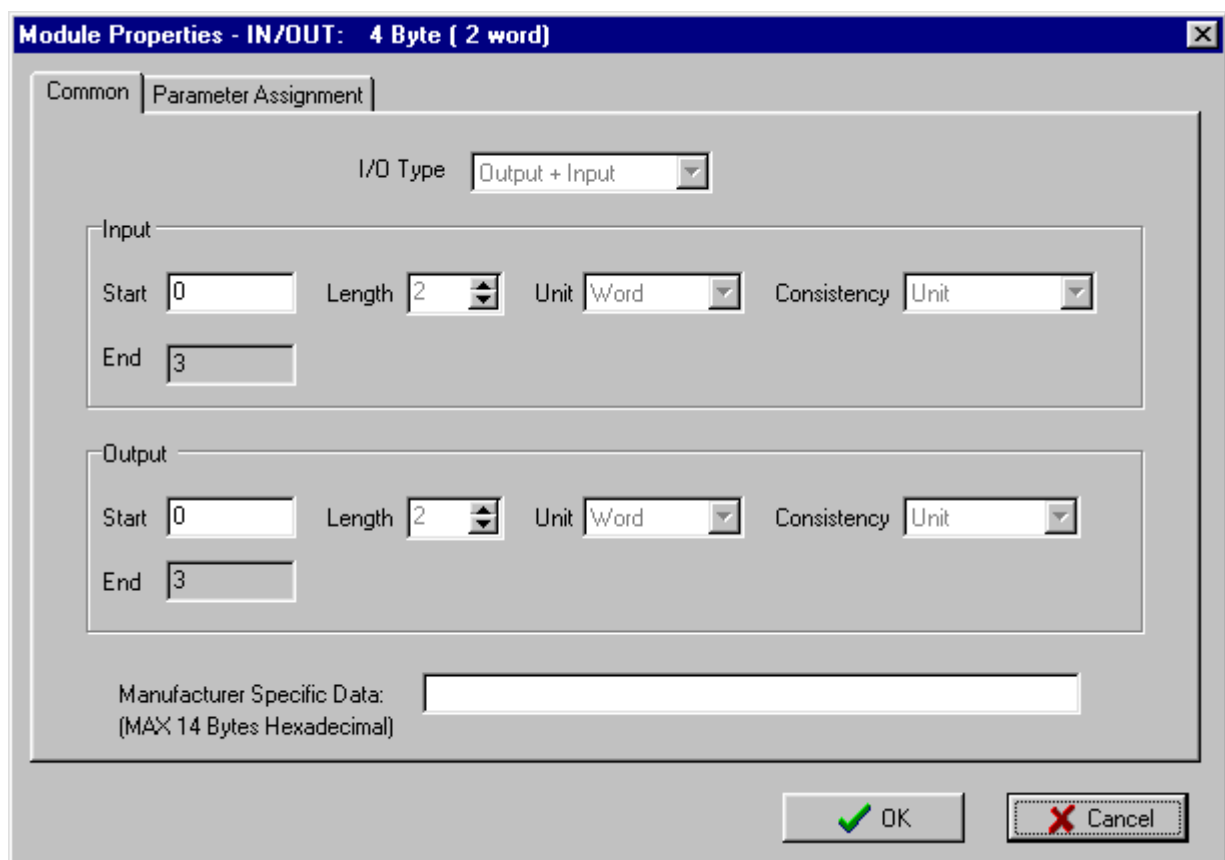 Module Properties - IN/OUT:   4 Byte ( 2 word)
Common   Parameter Assignment
I/O Type   Output + Input
Input
Start   0   Length   2   Unit   Word   Consistency   Unit
End   3
Output
Start   0   Length   2   Unit   Word   Consistency   Unit
End   3
Manufacturer Specific Data:
(MAX 14 Bytes Hexadecimal)
OK   Cancel